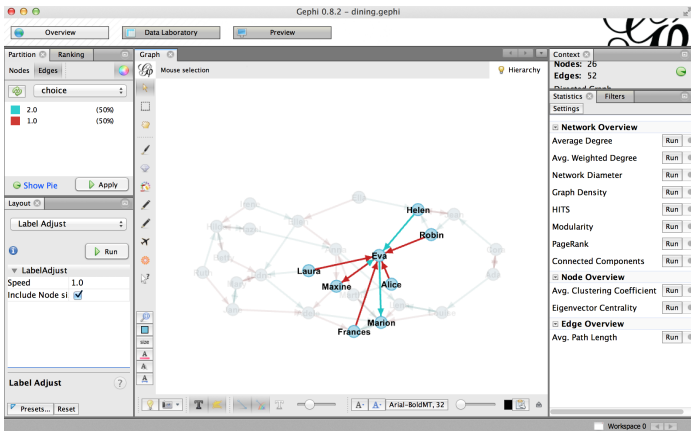 Gephi 0.8.2 – dining.gephi
Overview
Data Laboratory
Preview
Partition
Ranking
Nodes Edges
choice
2.0 (50%)
1.0 (50%)
Show Pie
Apply
Layout
Label Adjust
Run
LabelAdjust
Speed 1.0
Include Node si
Label Adjust
Presets... Reset
Graph
Mouse selection
Hierarchy
Helen
Robin
Eva
Laura
Maxine
Alice
Marion
Frances
Arial-BoldMT, 32
Context
Nodes: 26
Edges: 52
Directed Graph
Statistics
Filters
Settings
Network Overview
Average Degree Run
Avg. Weighted Degree Run
Network Diameter Run
Graph Density Run
HITS Run
Modularity Run
PageRank Run
Connected Components Run
Node Overview
Avg. Clustering Coefficient Run
Eigenvector Centrality Run
Edge Overview
Avg. Path Length Run
Workspace 0